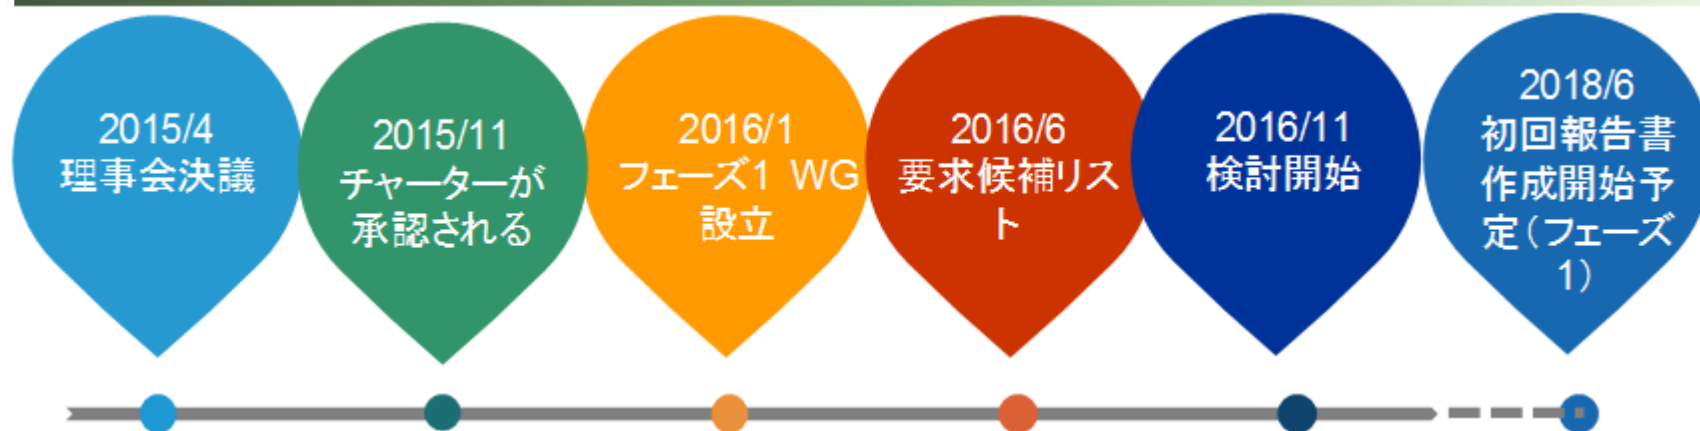 2015/4
理事会決議
2015/11
チャーターが
承認される
2016/1
フェーズ1 WG
設立
2016/6
要求候補リス
ト
2016/11
検討開始
2018/6
初回報告書
作成開始予
定(フェーズ
1)